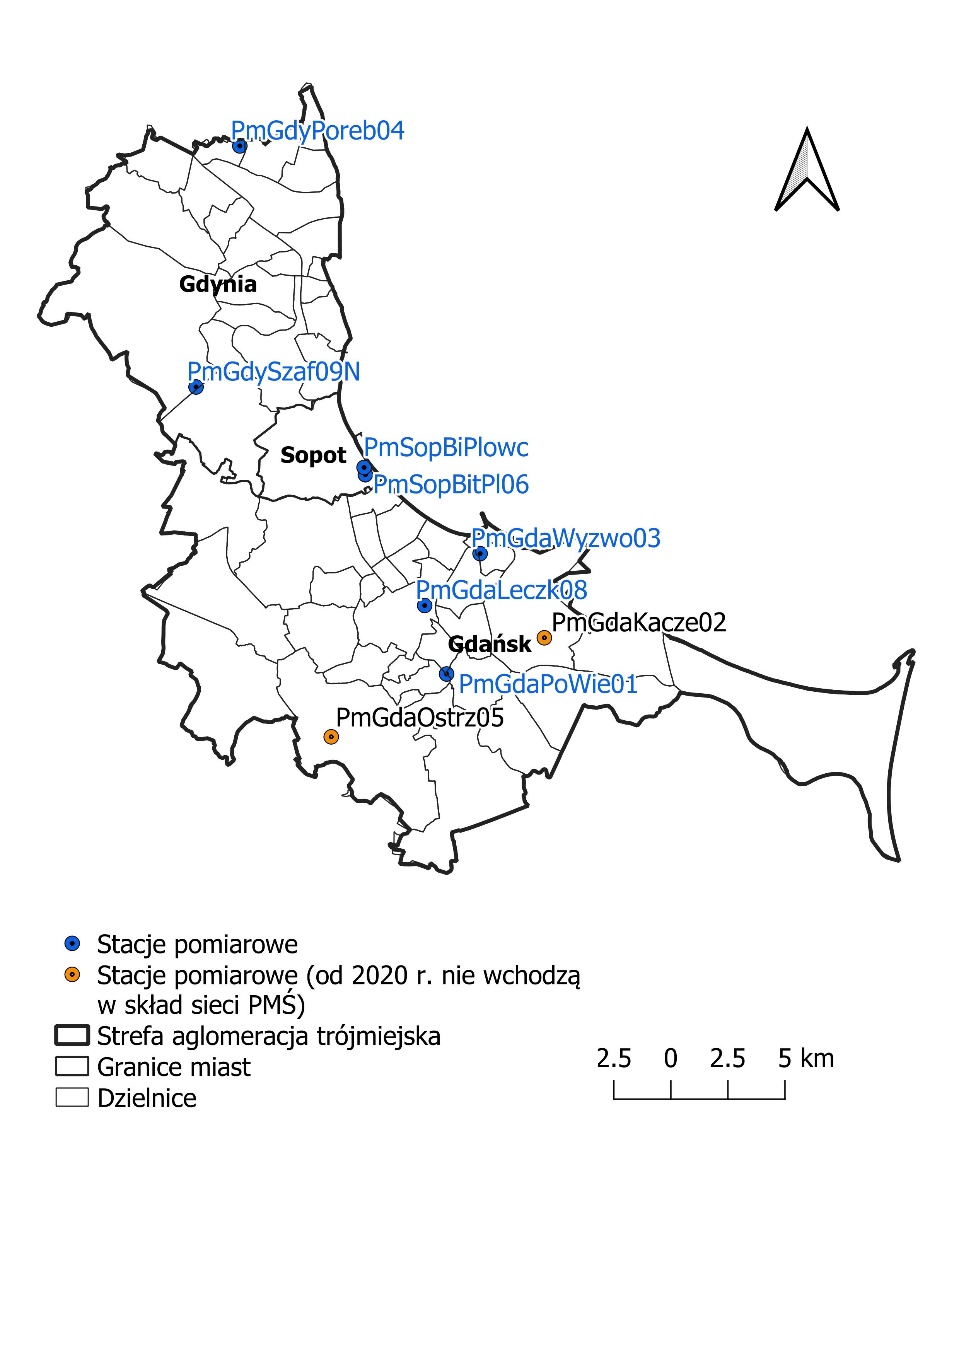 PmGdyPoreb04
Gdynia
PmGdySzaf09N
PmSopBiPlowc
Sopot
PmSopBitPl06
PmGdaWyzwo03
PmGdaLeczk08
PmGdaKacze02
Gdańsk
PmGdaPoWie01
PmGdaOstrz05
Stacje pomiarowe
Stacje pomiarowe (od 2020 r. nie wchodzą
w skład sieci PMŚ)
Strefa aglomeracja trójmiejska
Granice miast
Dzielnice
2.5 0 2.5 5 km